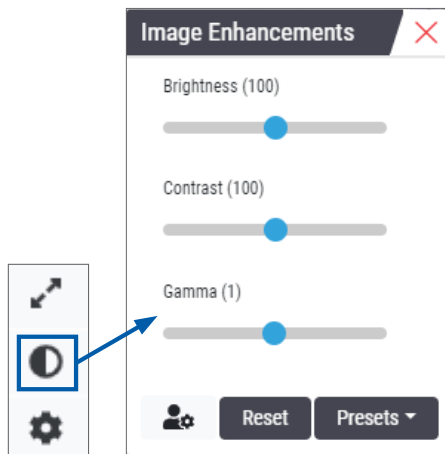 Image Enhancements
Brightness (100)
Contrast (100)
Gamma (1)
Reset Presets